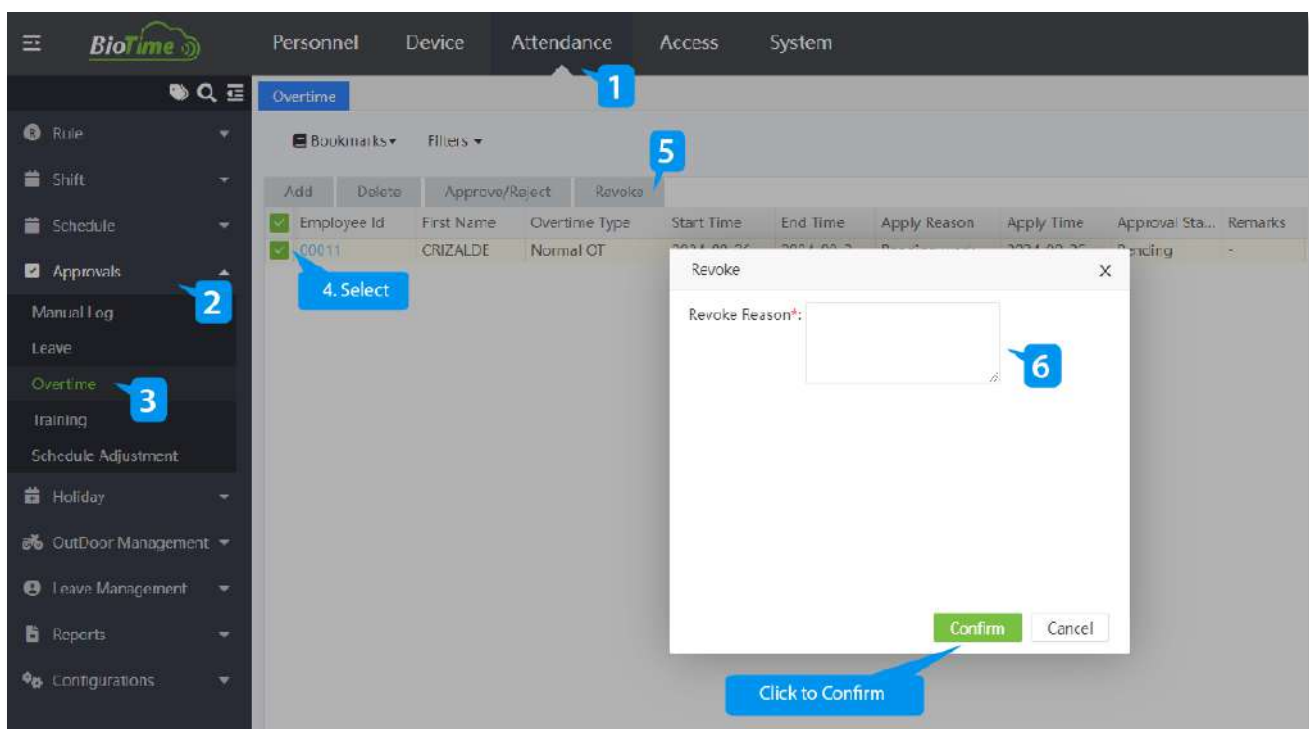 BioTime
Personnel Device Attendance Access System
1
Overtime
Rule
Bookmarks Filters
5
Shift
Add Delete Approve/Reject Revoke
Schedule
Employee Id First Name Overtime Type Start Time End Time Apply Reason Apply Time Approval Sta... Remarks
00011 CRIZALDE Normal OT -
Approvals
2
4. Select
Revoke X
Manual Log
Revoke Reason*:
6
Leave
Overtime
3
Training
Schedule Adjustment
Holiday
OutDoor Management
Leave Management
Reports
Confirm Cancel
Configurations
Click to Confirm